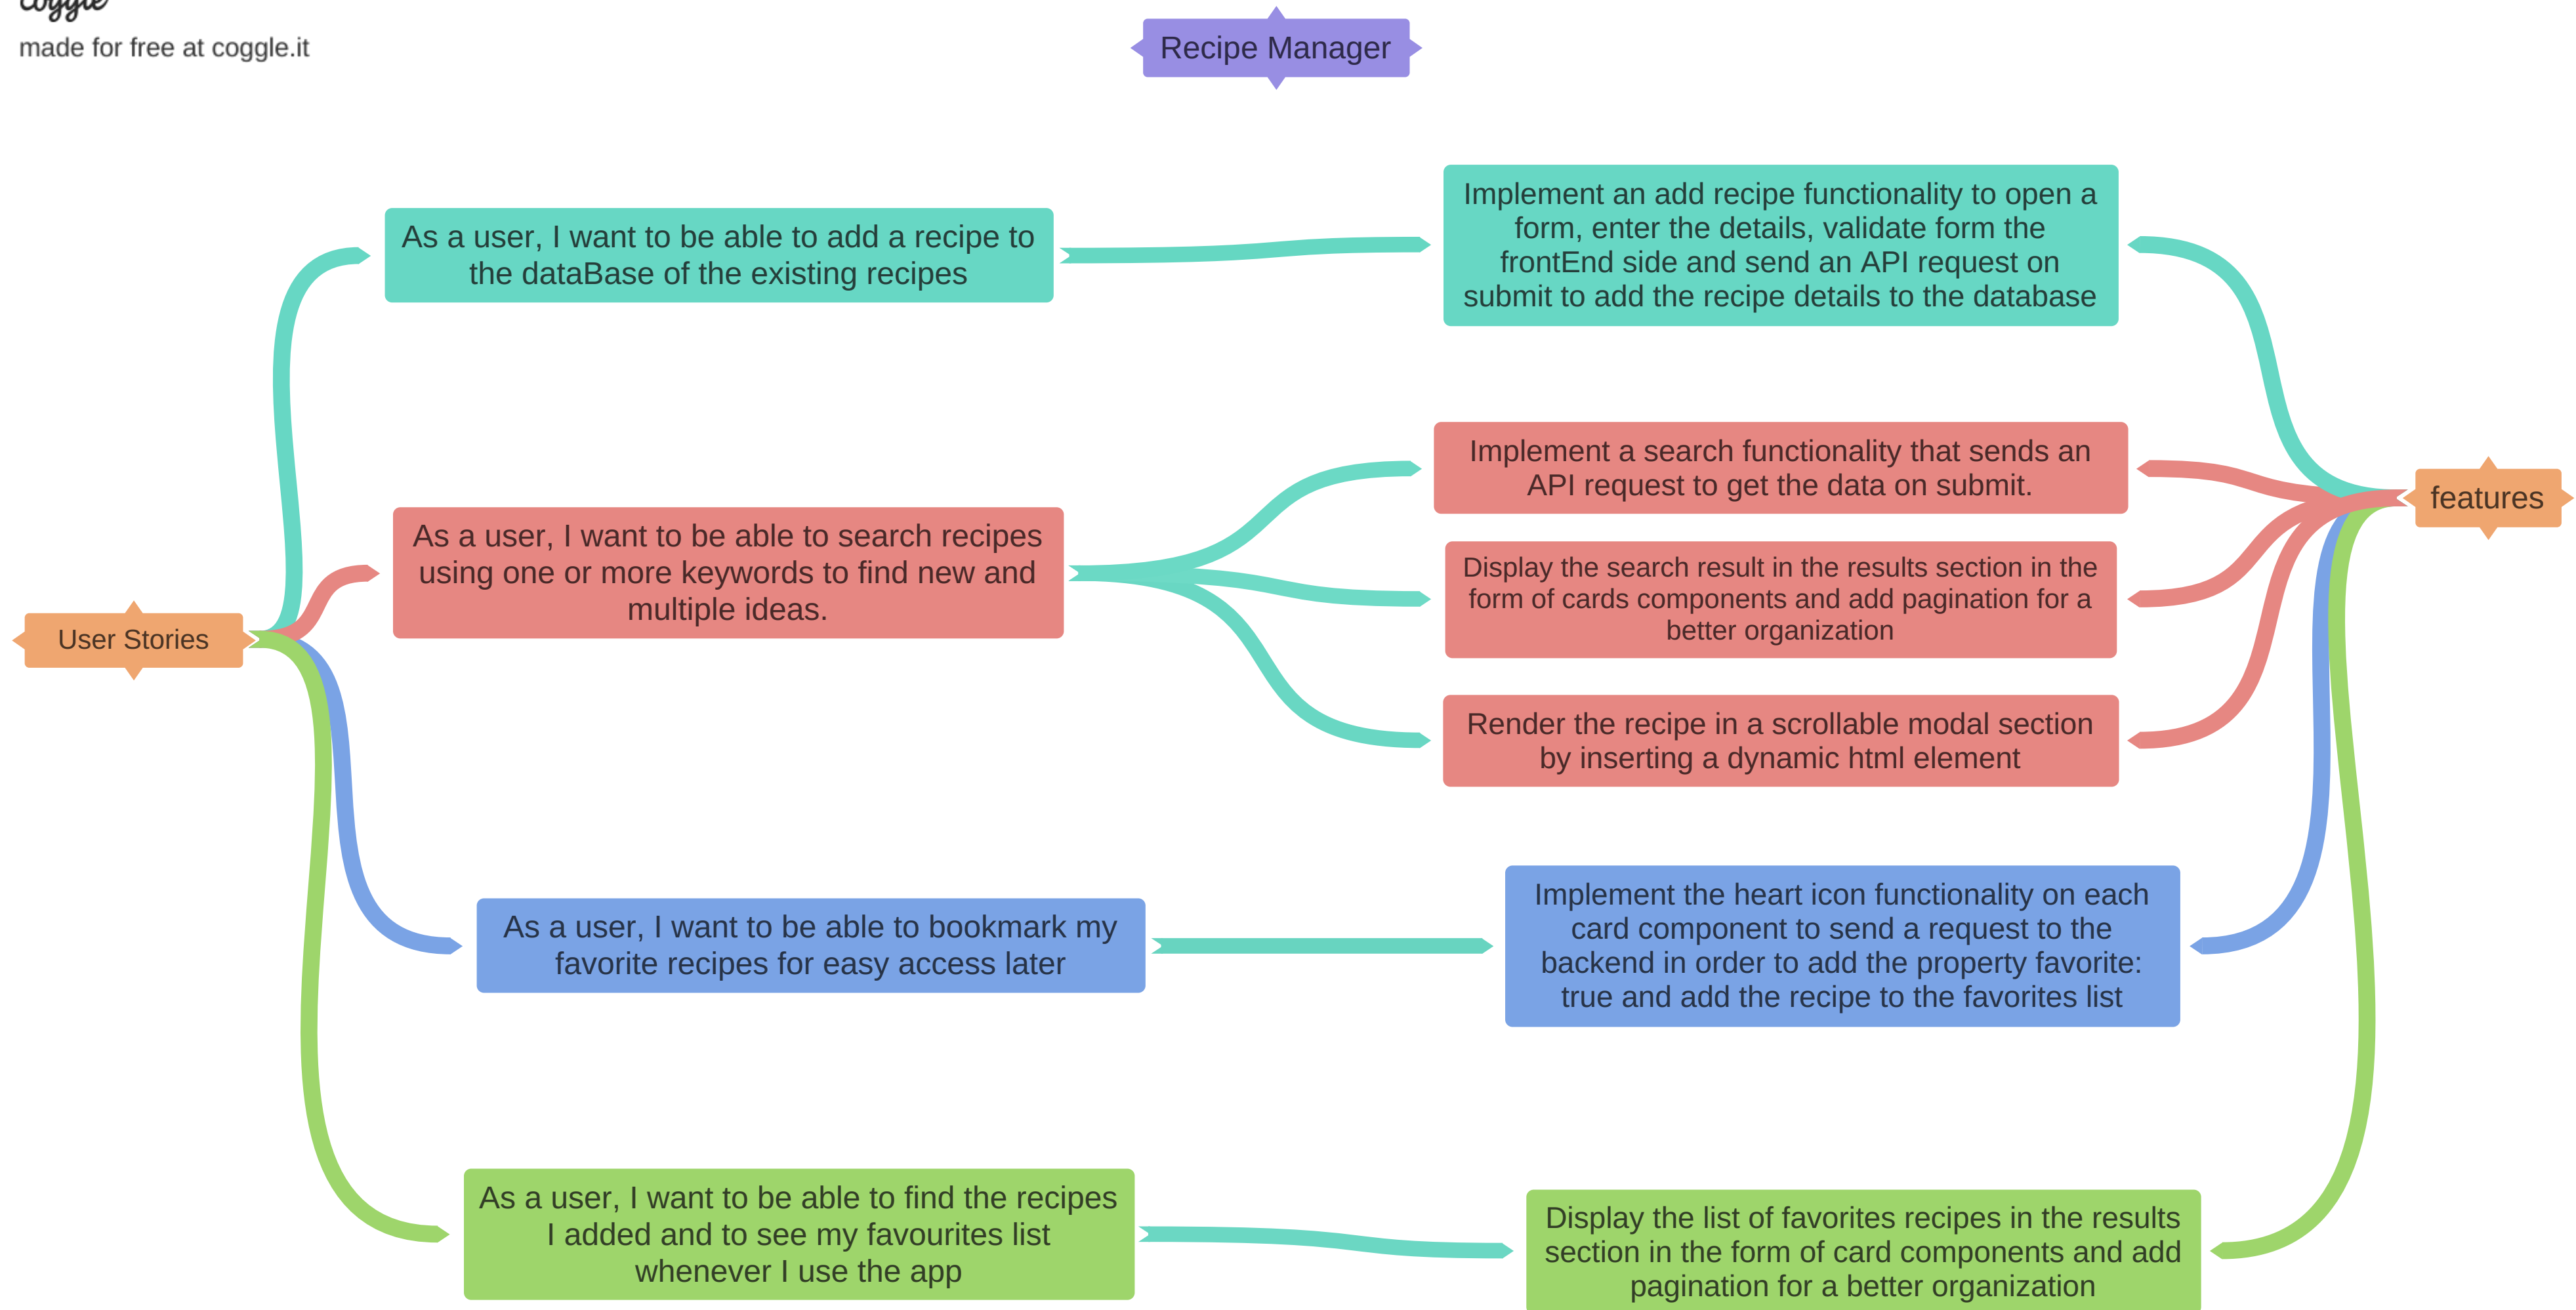 coggle
made for free at coggle.it
Recipe Manager
As a user, I want to be able to add a recipe to
the dataBase of the existing recipes
Implement an add recipe functionality to open a
form, enter the details, validate form the
frontEnd side and send an API request on
submit to add the recipe details to the database
As a user, I want to be able to search recipes
using one or more keywords to find new and
multiple ideas.
Implement a search functionality that sends an
API request to get the data on submit.
Display the search result in the results section in the
form of cards components and add pagination for a
better organization
Render the recipe in a scrollable modal section
by inserting a dynamic html element
features
User Stories
As a user, I want to be able to bookmark my
favorite recipes for easy access later
Implement the heart icon functionality on each
card component to send a request to the
backend in order to add the property favorite:
true and add the recipe to the favorites list
As a user, I want to be able to find the recipes
I added and to see my favourites list
whenever I use the app
Display the list of favorites recipes in the results
section in the form of card components and add
pagination for a better organization